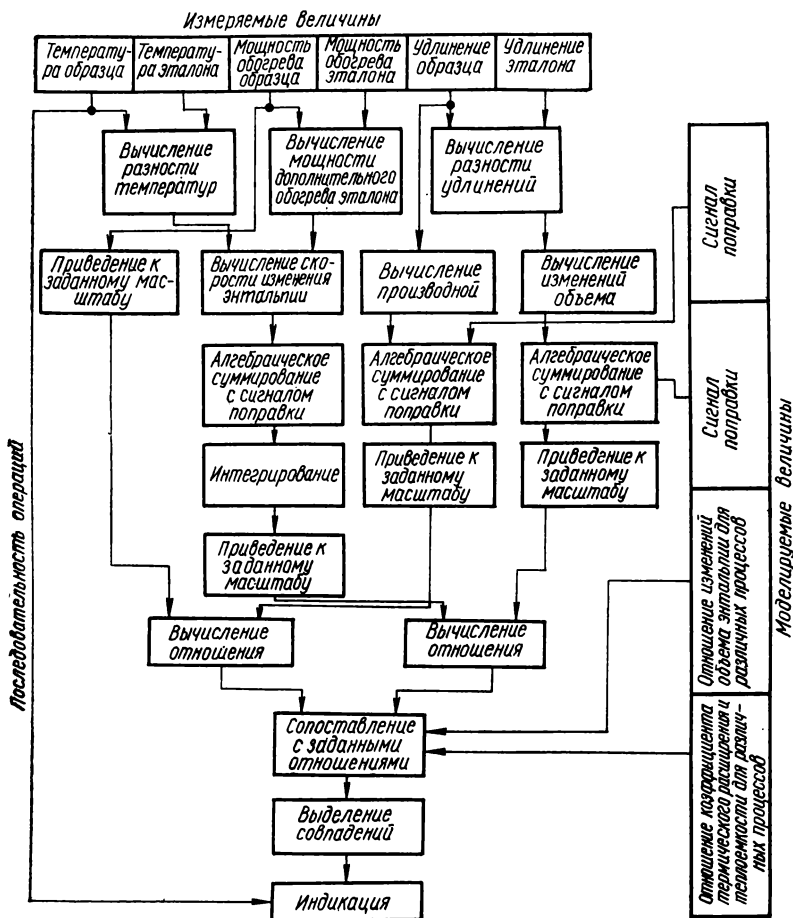 Измеряемые величины
Температу-
ра образца
Температу-
ра эталона
Мощность
обогрева
образца
Мощность
обогрева
эталона
Удлинение
образца
Удлинение
эталона
Вычисление
разности
температур
Вычисление
мощности
дополнительного
обогрева эталона
Вычисление
разности
удлинений
Приведение к
заданному мас-
штабу
Вычисление ско-
рости изменения
энтальпии
Вычисление
производной
Вычисление
изменений
объема
Алгебраическое
суммирование
с сигналом
поправки
Алгебраическое
суммирование
с сигналом
поправки
Алгебраическое
суммирование
с сигналом
поправки
Интегрирование
Приведение к
заданному
масштабу
Приведение к
заданному
масштабу
Приведение к
заданному
масштабу
Вычисление
отношения
Вычисление
отношения
Сопоставление
с заданными
отношениями
Выделение
совпадений
Индикация
Последовательность операций
Сигнал
поправки
Сигнал
поправки
Отношение изменений
объема энтальпии для
различных процессов
Отношение коэффициента
термического расширения и
теплоемкости для различ-
ных процессов
Моделируемые величины